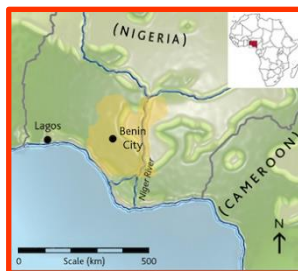 (NIGERIA)
Lagos
Benin
City
Niger River
(CAMEROON)
N
0
500
Scale (km)